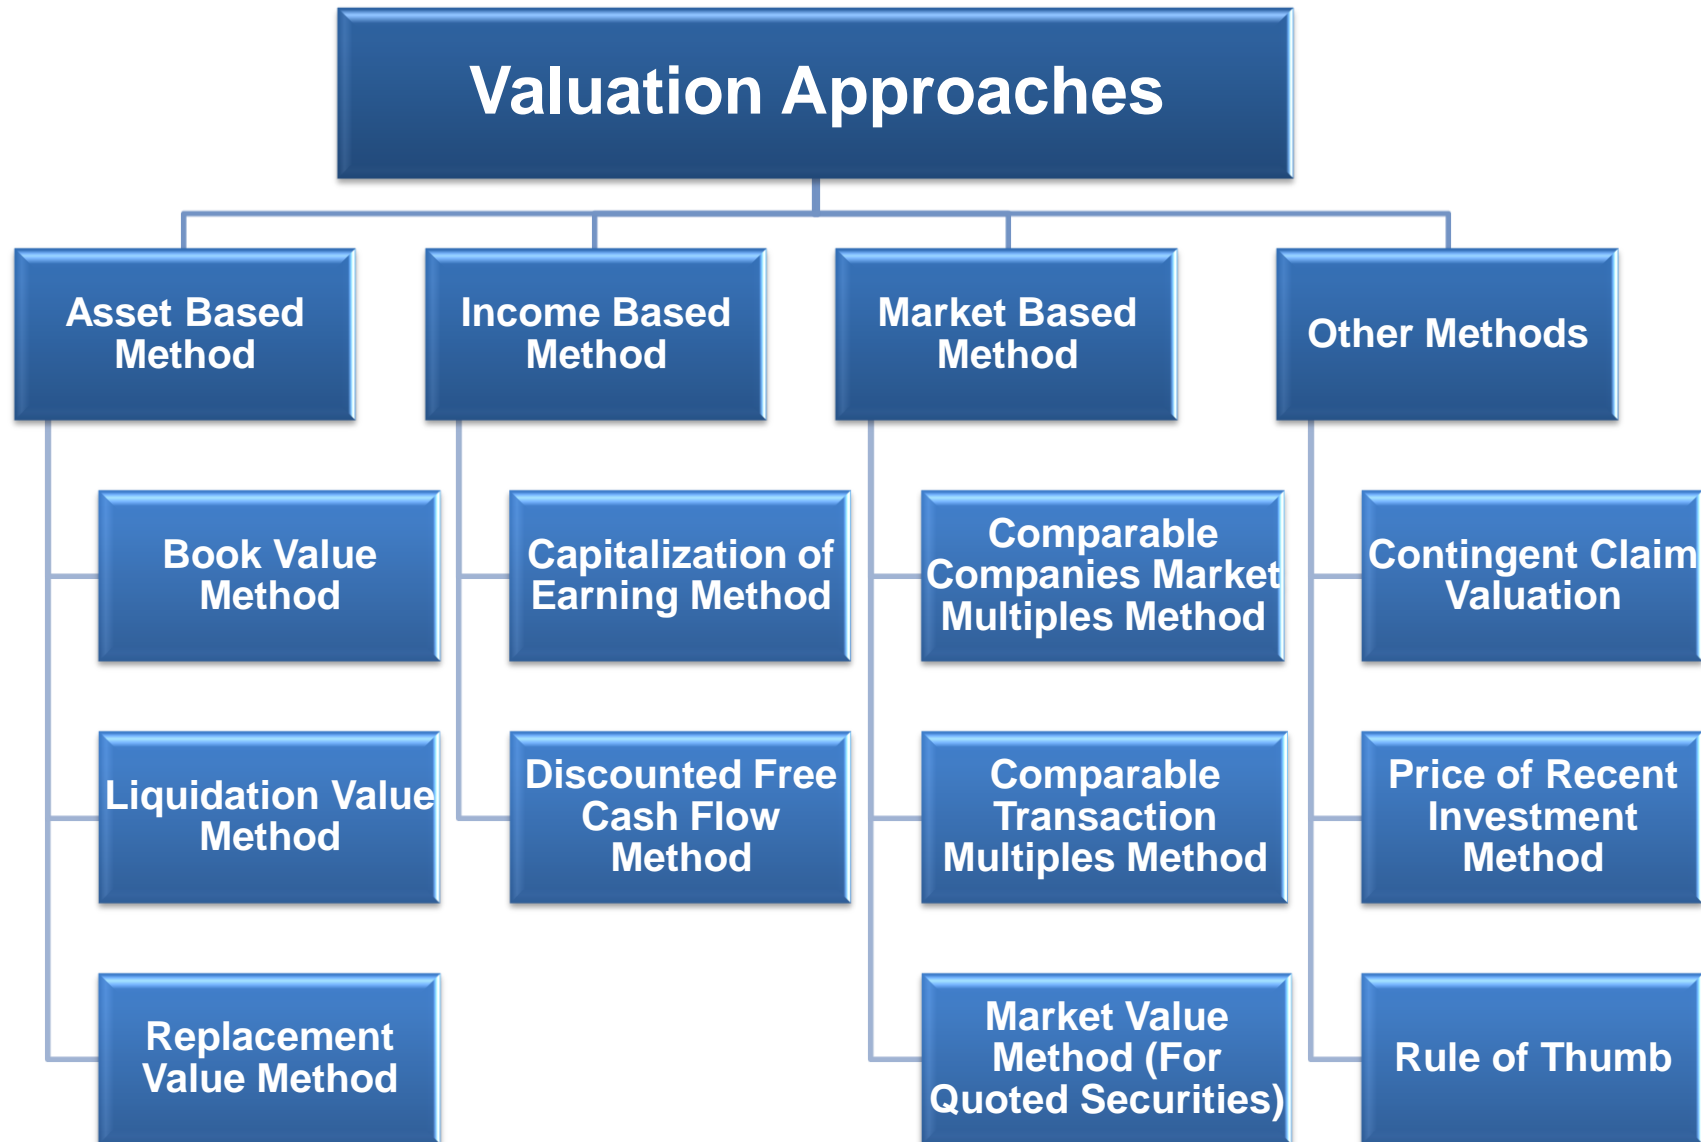 Valuation Approaches
Asset Based
Method
Income Based
Method
Market Based
Method
Other Methods
Book Value
Method
Capitalization of
Earning Method
Comparable
Companies Market
Multiples Method
Contingent Claim
Valuation
Liquidation Value
Method
Discounted Free
Cash Flow
Method
Comparable
Transaction
Multiples Method
Price of Recent
Investment
Method
Replacement
Value Method
Market Value
Method (For
Quoted Securities)
Rule of Thumb